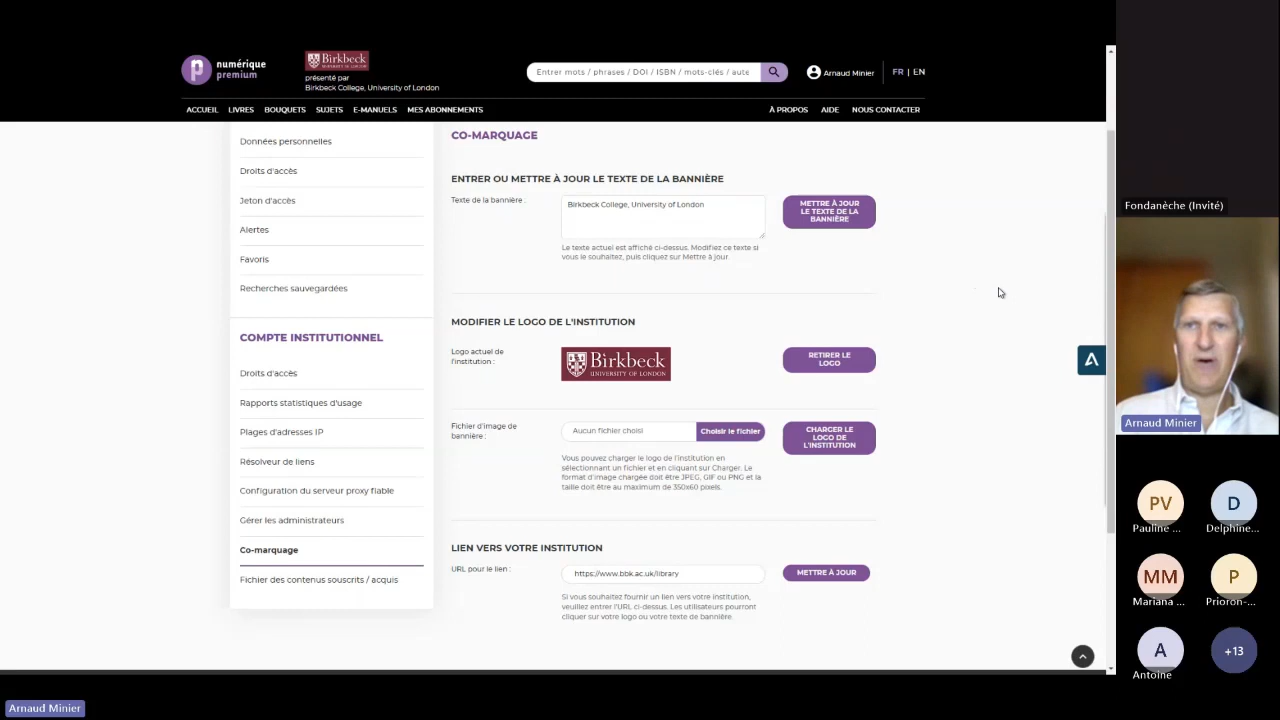 numérique
premium
Birkbeck
UNIVERSITY OF LONDON
présenté par
Birkbeck College, University of London
Entrer mots / phrases / DOI / ISBN / mots-clés / aute
Arnaud Minier
FR | EN
ACCUEIL LIVRES BOUQUETS SUJETS E-MANUELS MES ABONNEMENTS
À PROPOS AIDE NOUS CONTACTER
Données personnelles
Droits d'accès
Jeton d'accès
Alertes
Favoris
Recherches sauvegardées
COMPTE INSTITUTIONNEL
Droits d'accès
Rapports statistiques d'usage
Plages d'adresses IP
Résolveur de liens
Configuration du serveur proxy fiable
Gérer les administrateurs
Co-marquage
Fichier des contenus souscrits / acquis
CO-MARQUAGE
ENTRER OU METTRE À JOUR LE TEXTE DE LA BANNIÈRE
Texte de la bannière :
Birkbeck College, University of London
METTRE À JOUR
LE TEXTE DE LA
BANNIÈRE
Le texte actuel est affiché ci-dessus. Modifiez ce texte si
vous le souhaitez, puis cliquez sur Mettre à jour.
MODIFIER LE LOGO DE L'INSTITUTION
Logo actuel de
l'institution :
Birkbeck
UNIVERSITY OF LONDON
RETIRER LE
LOGO
Fichier d'image de
bannière :
Aucun fichier choisi
Choisir le fichier
CHARGER LE
LOGO DE
L'INSTITUTION
Vous pouvez charger le logo de l'institution en
sélectionnant un fichier et en cliquant sur Charger. Le
format d'image chargée doit être JPEG, GIF ou PNG et la
taille doit être au maximum de 350x60 pixels.
LIEN VERS VOTRE INSTITUTION
URL pour le lien :
https://www.bbk.ac.uk/library
METTRE À JOUR
Si vous souhaitez fournir un lien vers votre institution,
veuillez entrer l'URL ci-dessus. Les utilisateurs pourront
cliquer sur votre logo ou votre texte de bannière
Fondanèche (Invité)
Arnaud Minier
PV
Pauline ...
D
Delphine...
MM
Mariana ...
P
Prioron-...
A
Antoine
+13
Arnaud Minier